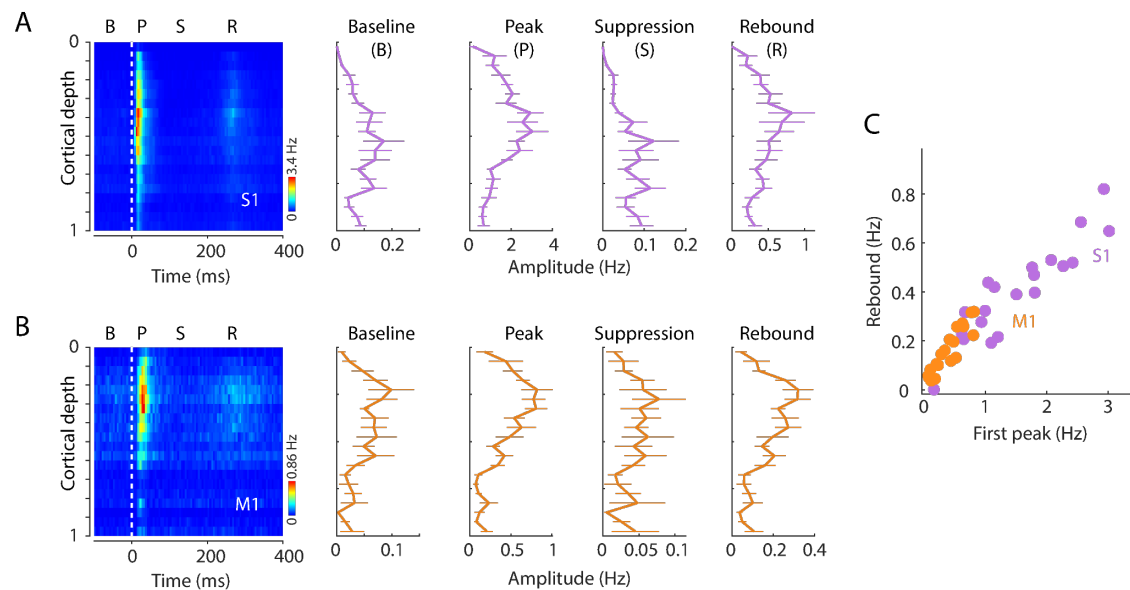 A
B P S R
Baseline
(B)
Peak
(P)
Suppression
(S)
Rebound
(R)
0
Cortical depth
1
S1
0 3.4 Hz
0 200 400
Time (ms)
0 0.2
0 2 4
0 0.1 0.2
0 0.5 1
Amplitude (Hz)
B
B P S R
Baseline
Peak
Suppression
Rebound
0
Cortical depth
1
M1
0 0.86 Hz
0 200 400
Time (ms)
0 0.1
0 0.5 1
0 0.05 0.1
0 0.2 0.4
Amplitude (Hz)
C
Rebound (Hz)
0.8
0.6
0.4
0.2
0
S1
M1
0 1 2 3
First peak (Hz)